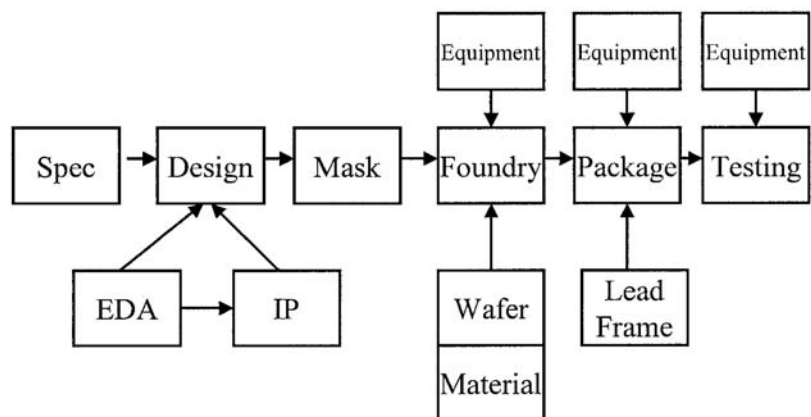 Equipment
Equipment
Equipment
Spec
Design
Mask
Foundry
Package
Testing
EDA
IP
Wafer
Lead
Frame
Material